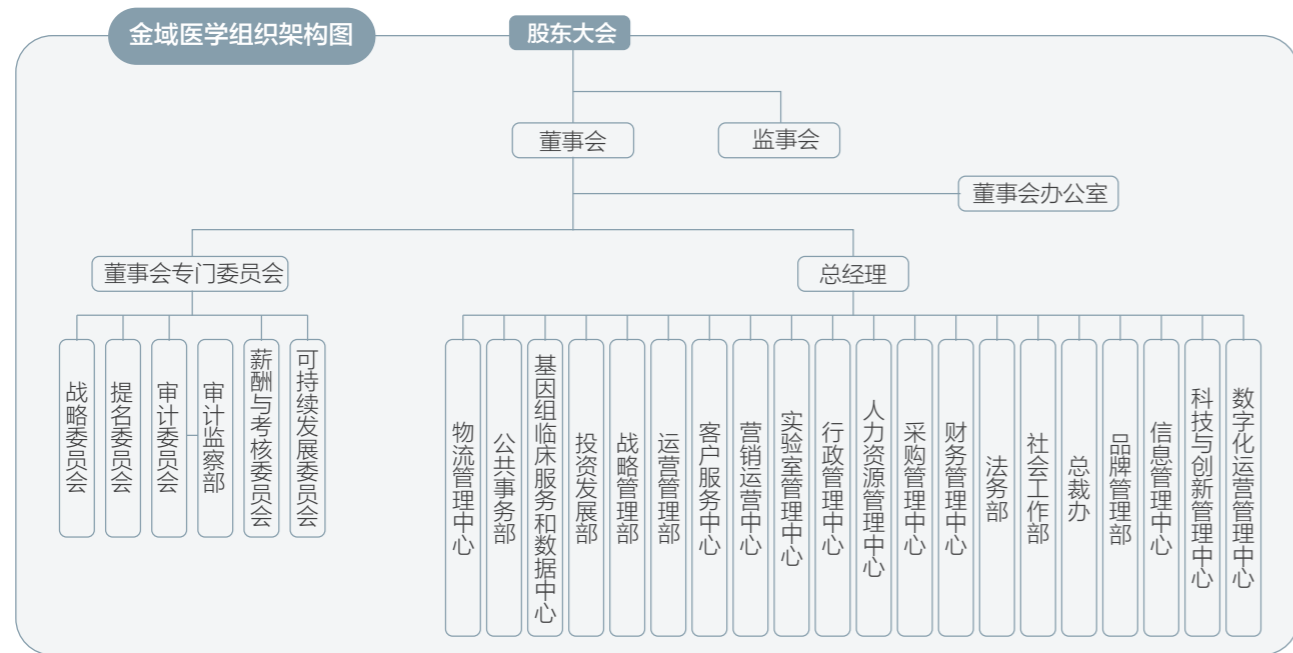 金域医学组织架构图
股东大会
董事会
监事会
董事会办公室
董事会专门委员会
总经理
战略委员会
提名委员会
审计委员会
审计监察部
薪酬与考核委员会
可持续发展委员会
物流管理中心
公共事务部
基因组临床服务和数据中心
投资发展部
战略管理部
运营管理部
客户服务中心
营销运营中心
实验室管理中心
行政管理中心
人力资源管理中心
采购管理中心
财务管理中心
法务部
社会工作部
总裁办
品牌管理部
信息管理中心
科技与创新管理中心
数字化运营管理中心